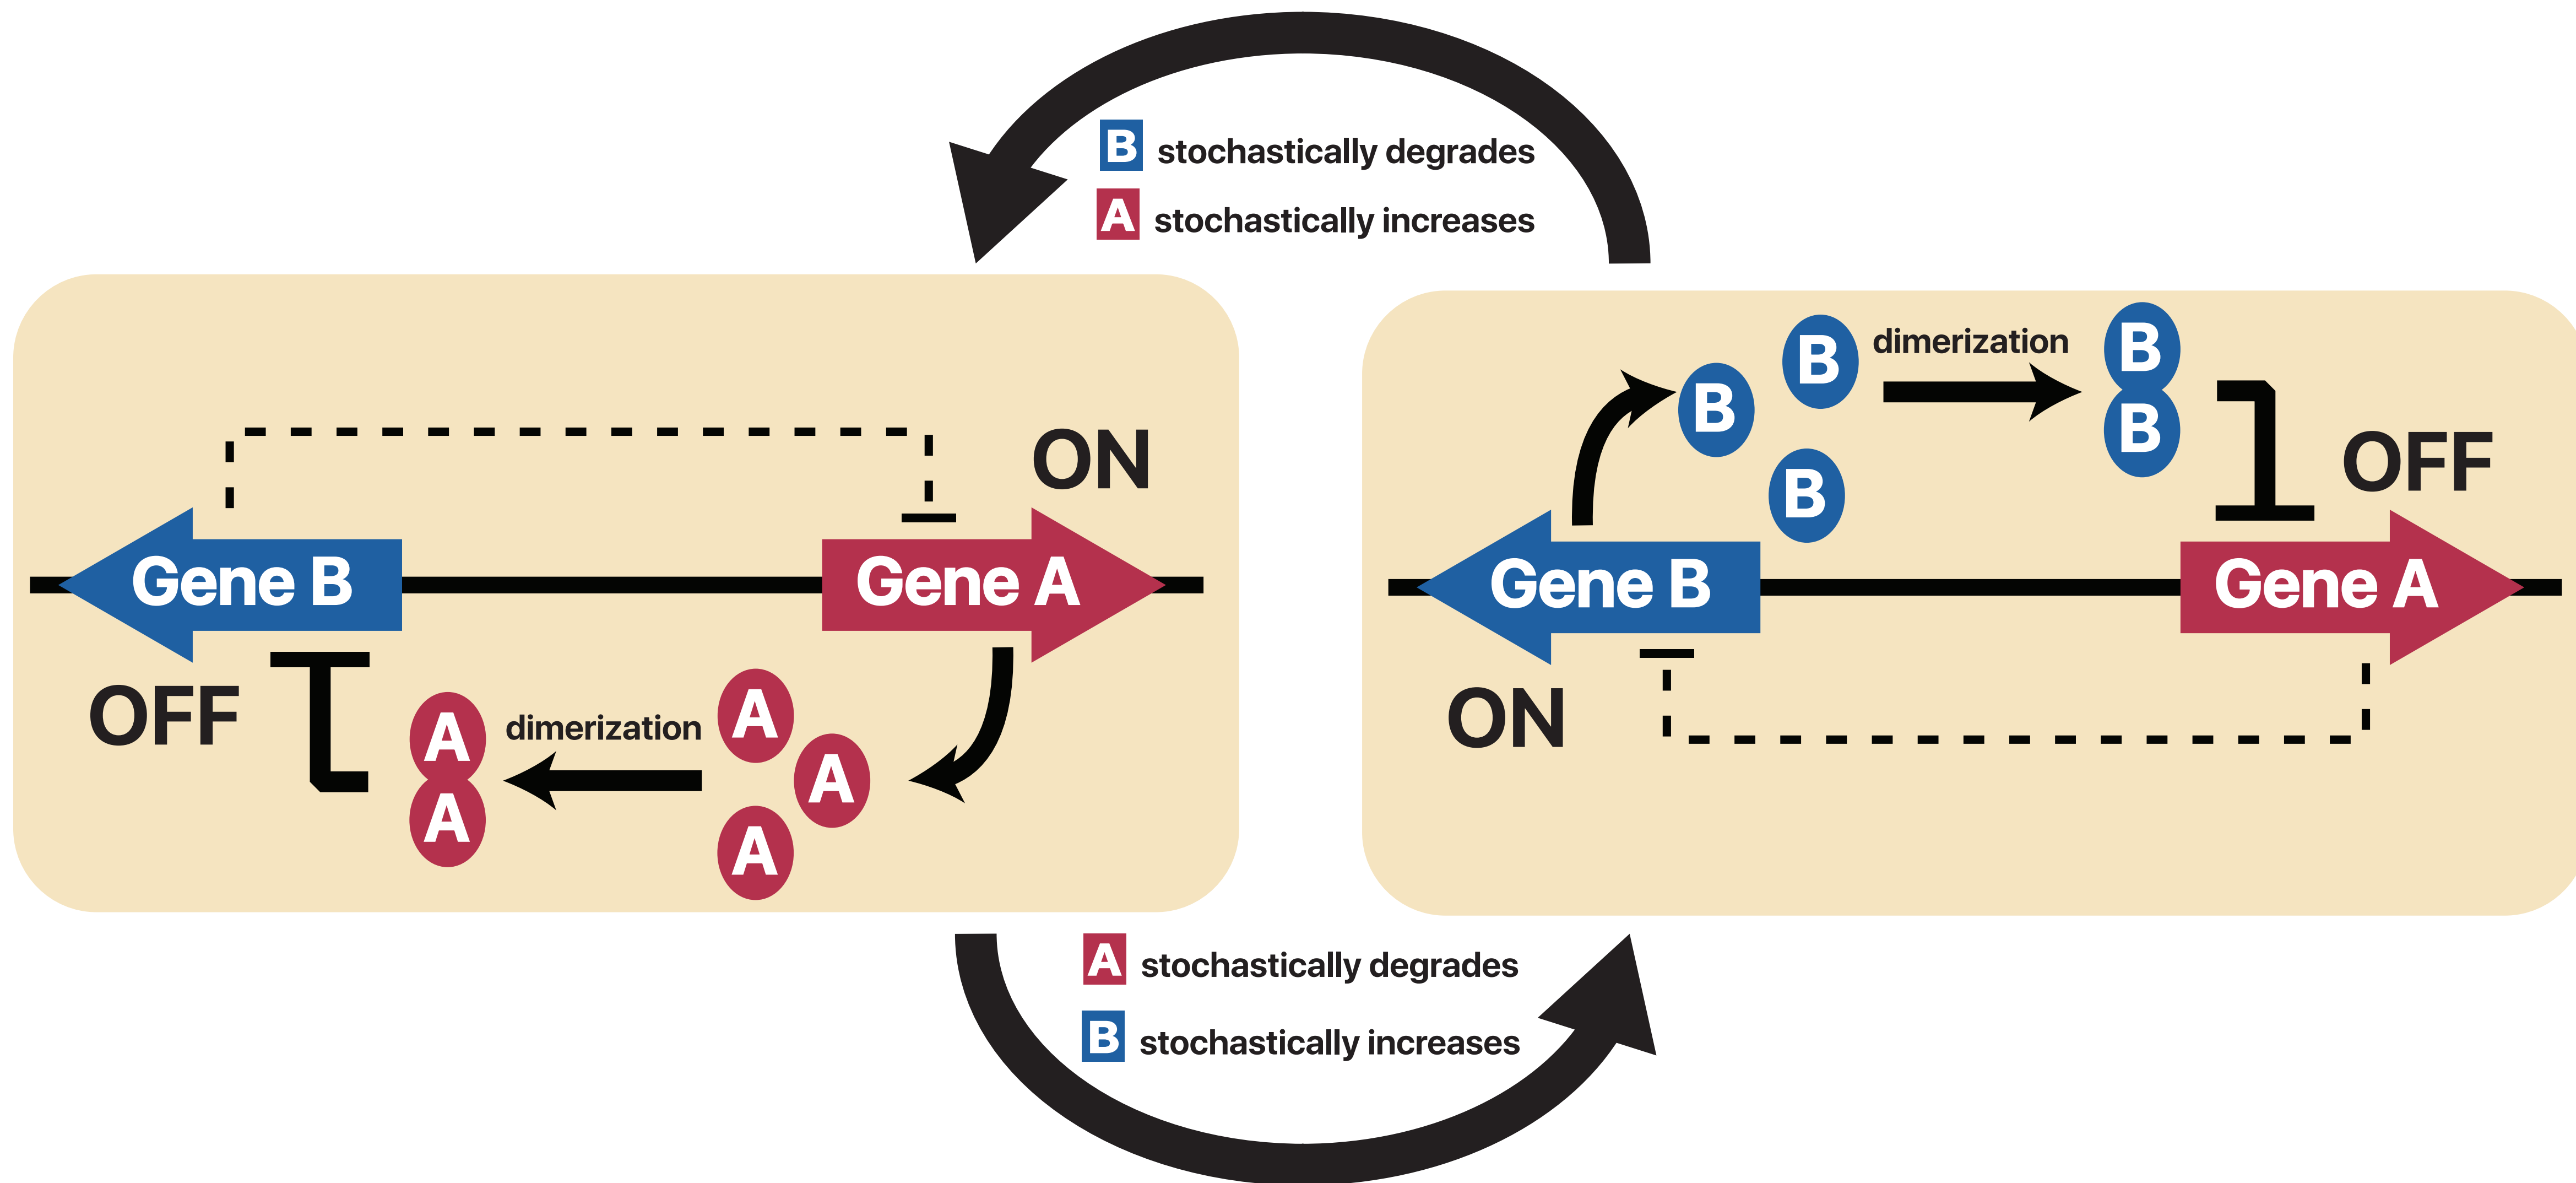 B stochastically degrades
A stochastically increases
ON
Gene B
Gene A
OFF
A
A
dimerization
A
A
A
B
B
B
dimerization
B
B
OFF
Gene B
Gene A
ON
A stochastically degrades
B stochastically increases